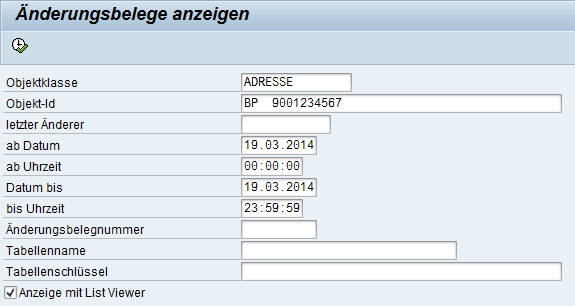 Änderungsbelege anzeigen
Objektklasse ADRESSE
Objekt-Id BP  9001234567
letzter Änderer
ab Datum 19.03.2014
ab Uhrzeit 00:00:00
Datum bis 19.03.2014
bis Uhrzeit 23:59:59
Änderungsbelegnummer
Tabellenname
Tabellenschlüssel
Anzeige mit List Viewer